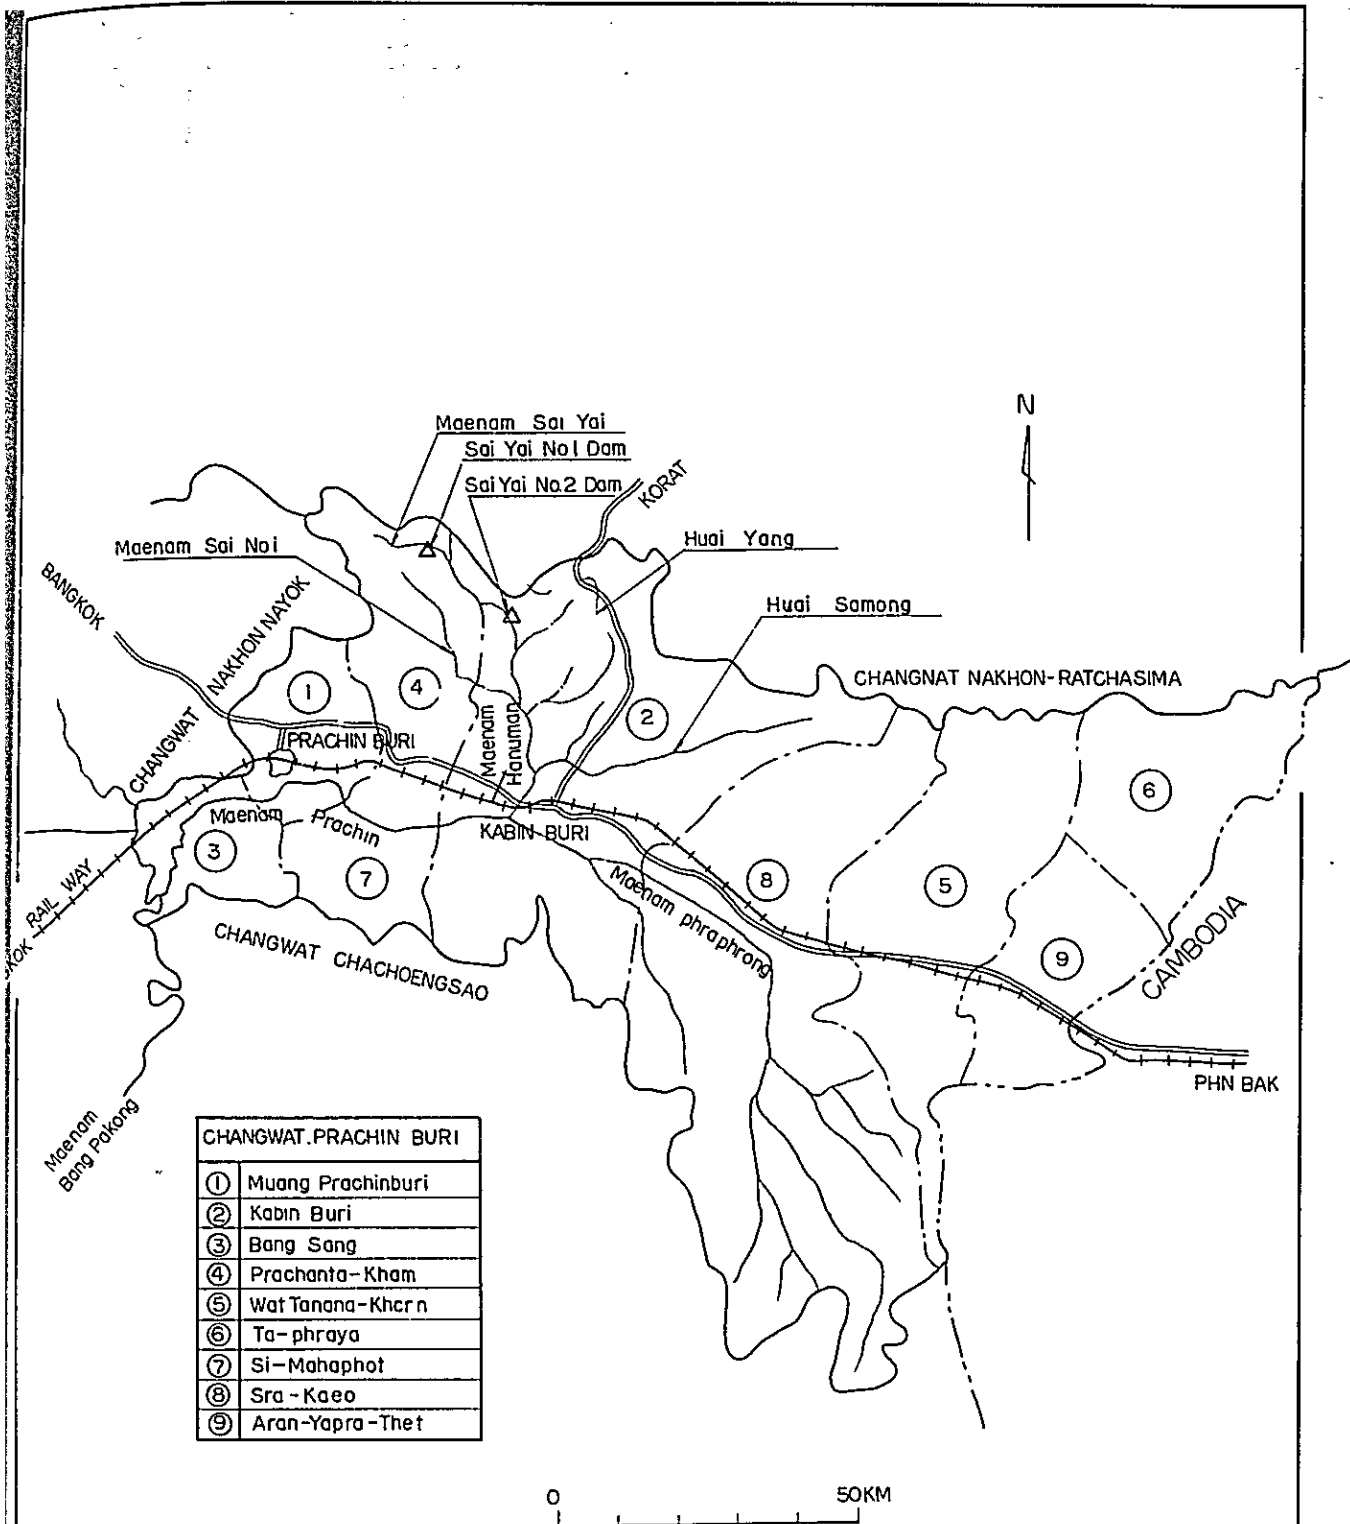 N
Maenam Sai Yai
Sai Yai No1 Dam
Sai Yai No.2 Dam
KORAT
Maenam Sai Noi
Huai Yang
BANGKOK
Huai Samong
CHANGWAT NAKHON NAYOK
CHANGNAT NAKHON-RATCHASIMA
1
4
2
PRACHIN BURI
Maenam
Hanuman
6
Maenam Prachin
KABIN BURI
3
7
8
5
Maenam phraphrong
RAIL WAY
CHANGWAT CHACHOENGSAO
9
CAMBODIA
PHN BAK
Maenam
Bang Pakong
CHANGWAT.PRACHIN BURI
1 Muang Prachinburi
2 Kabin Buri
3 Bang Sang
4 Prachanta-Kham
5 Wat Tanana-Khorn
6 Ta-phraya
7 Si-Mahaphot
8 Sra-Kaeo
9 Aran-Yapra-Thet
0 50KM